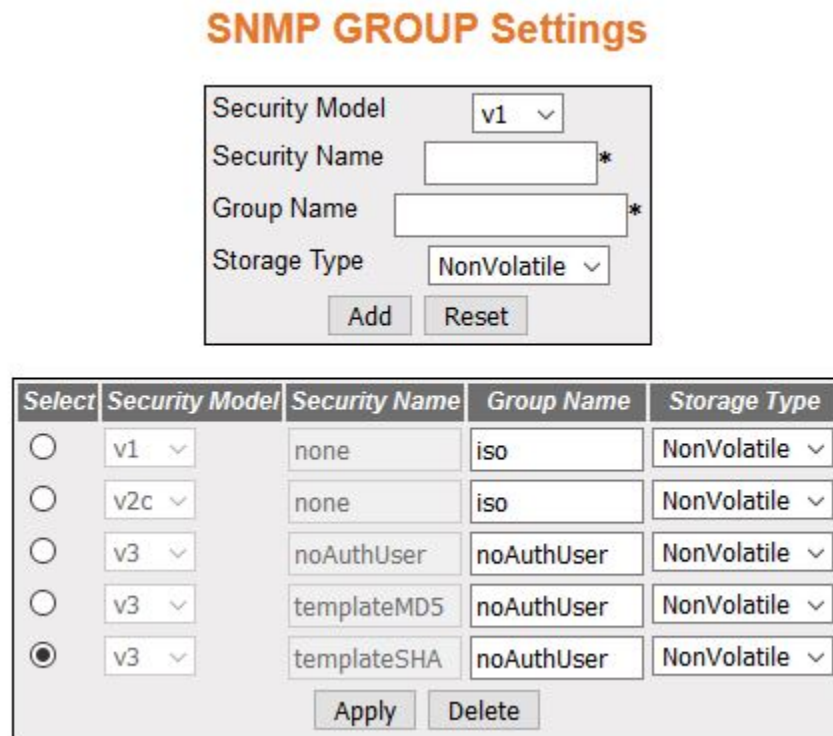 SNMP GROUP Settings
Security Model v1
Security Name *
Group Name *
Storage Type NonVolatile
Add Reset
Select Security Model Security Name Group Name Storage Type
v1 none iso NonVolatile
v2c none iso NonVolatile
v3 noAuthUser noAuthUser NonVolatile
v3 templateMD5 noAuthUser NonVolatile
v3 templateSHA noAuthUser NonVolatile
Apply Delete